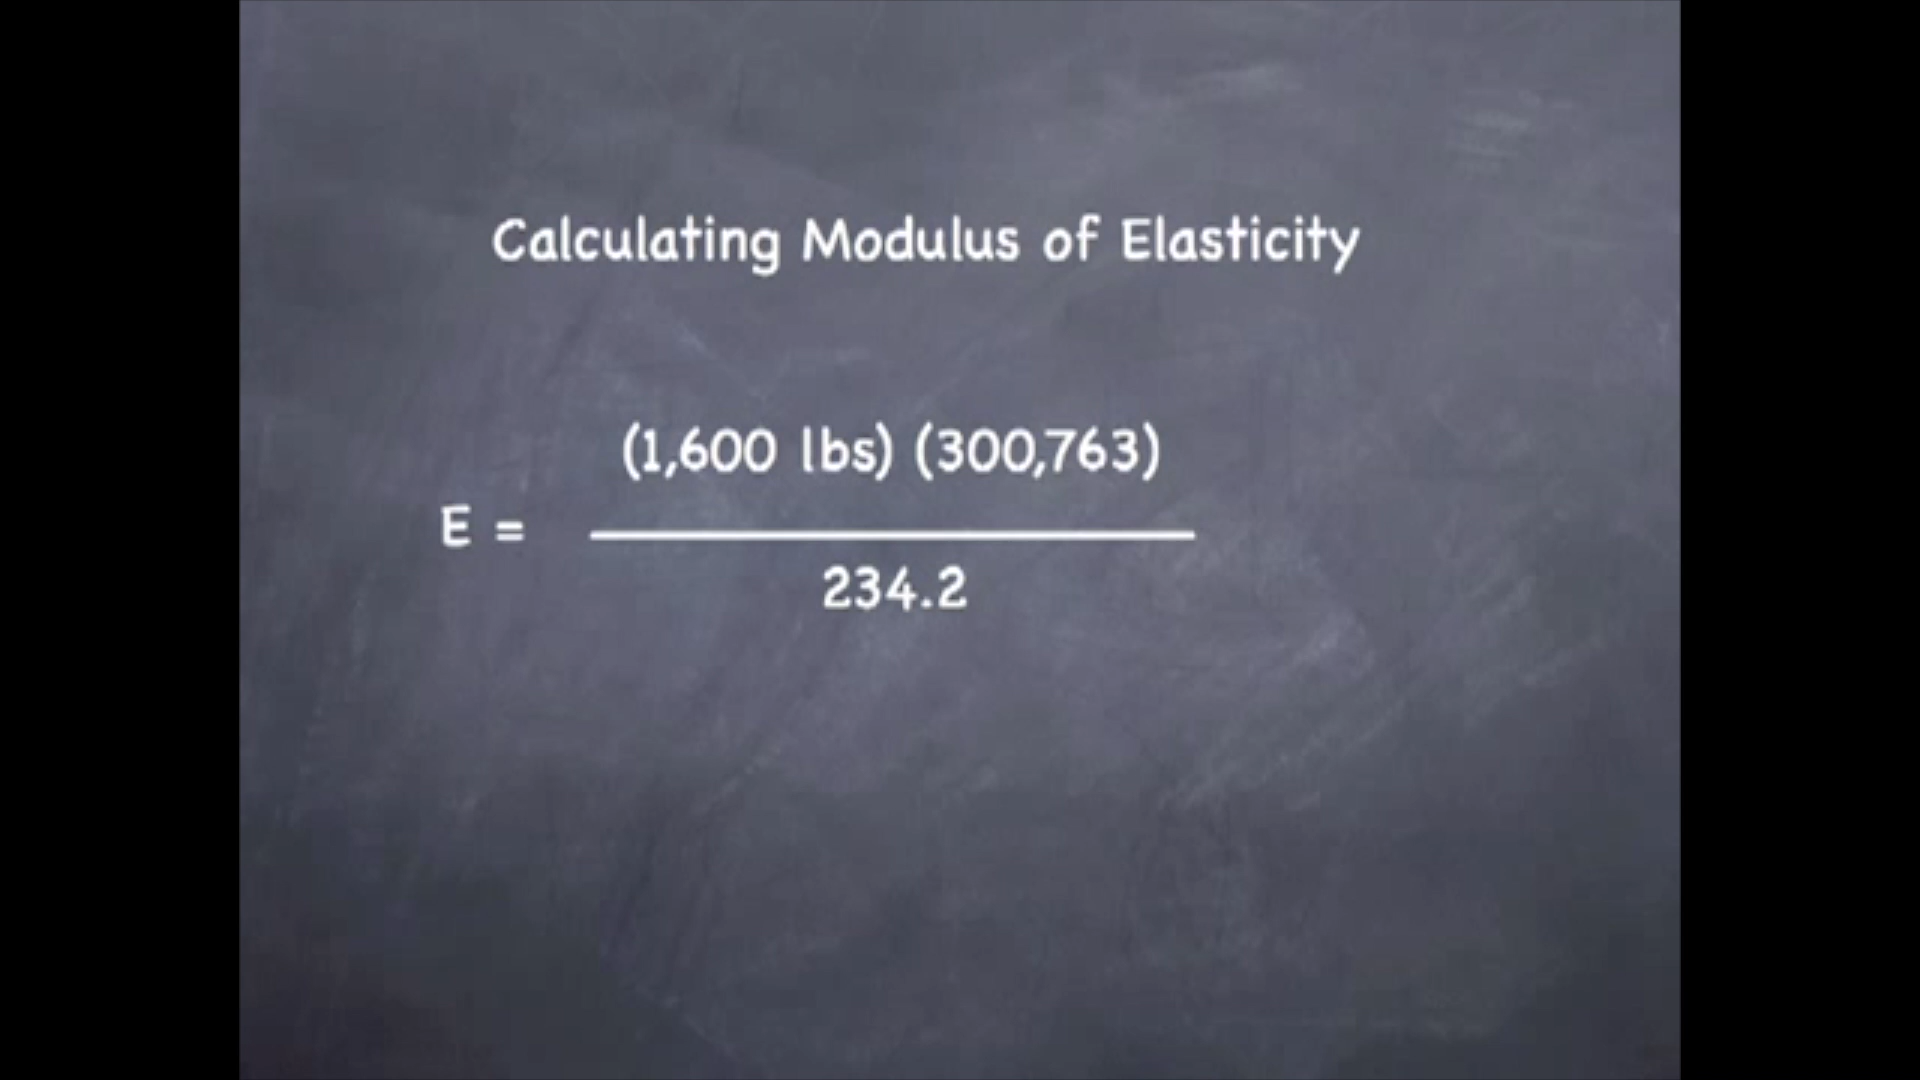 Calculating Modulus of Elasticity
(1,600 lbs) (300,763)
E =
234.2